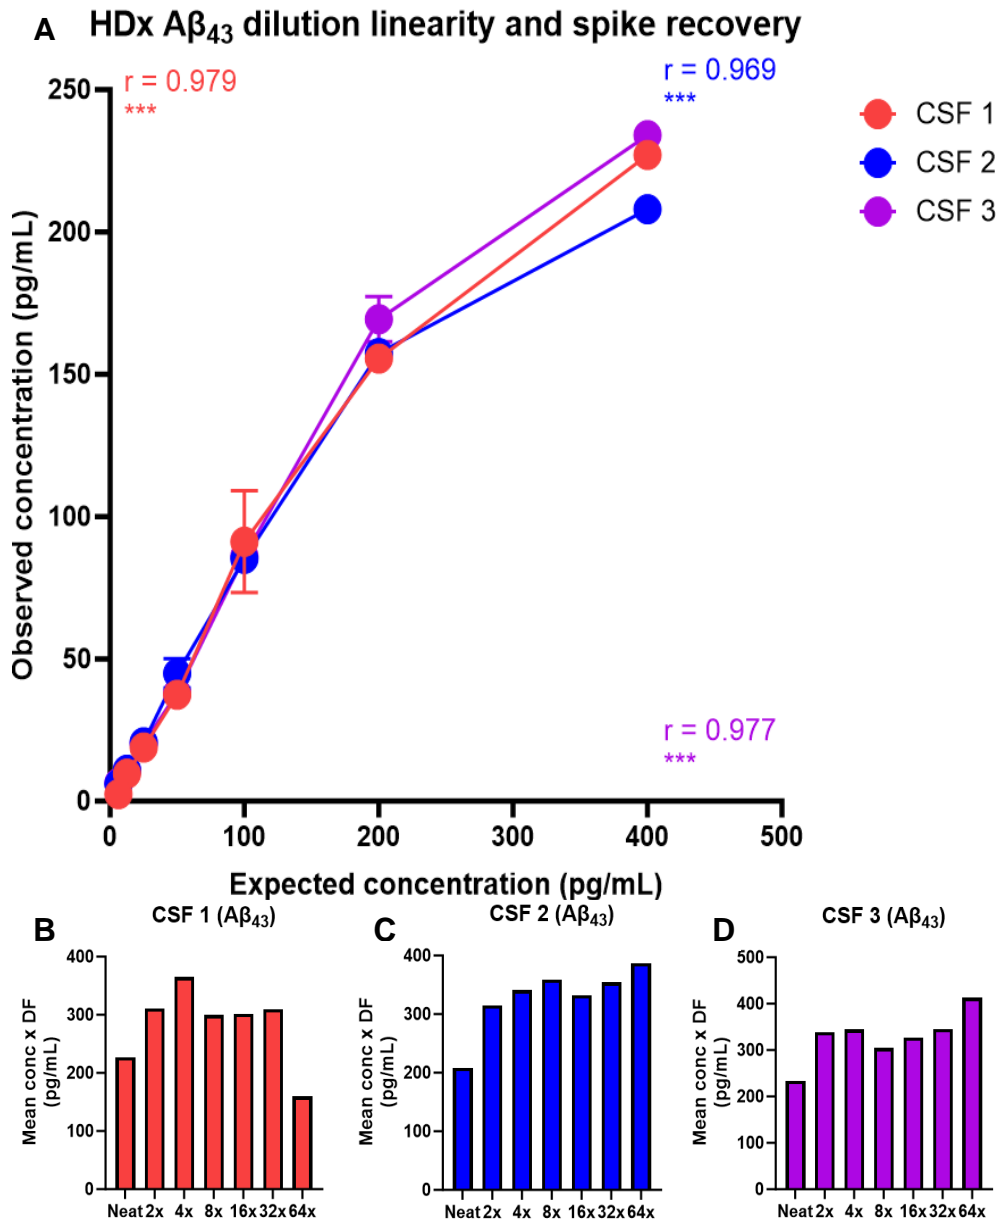 A
HDx Aβ43 dilution linearity and spike recovery
r = 0.979
***
r = 0.969
***
CSF 1
CSF 2
CSF 3
250
200
150
100
50
0
Observed concentration (pg/mL)
r = 0.977
***
0 100 200 300 400 500
Expected concentration (pg/mL)
B
CSF 1 (Aβ43)
400
300
200
100
0
Mean conc x DF
(pg/mL)
Neat 2x 4x 8x 16x 32x 64x
C
CSF 2 (Aβ43)
400
300
200
100
0
Mean conc x DF
(pg/mL)
Neat 2x 4x 8x 16x 32x 64x
D
CSF 3 (Aβ43)
500
400
300
200
100
0
Mean conc x DF
(pg/mL)
Neat 2x 4x 8x 16x 32x 64x